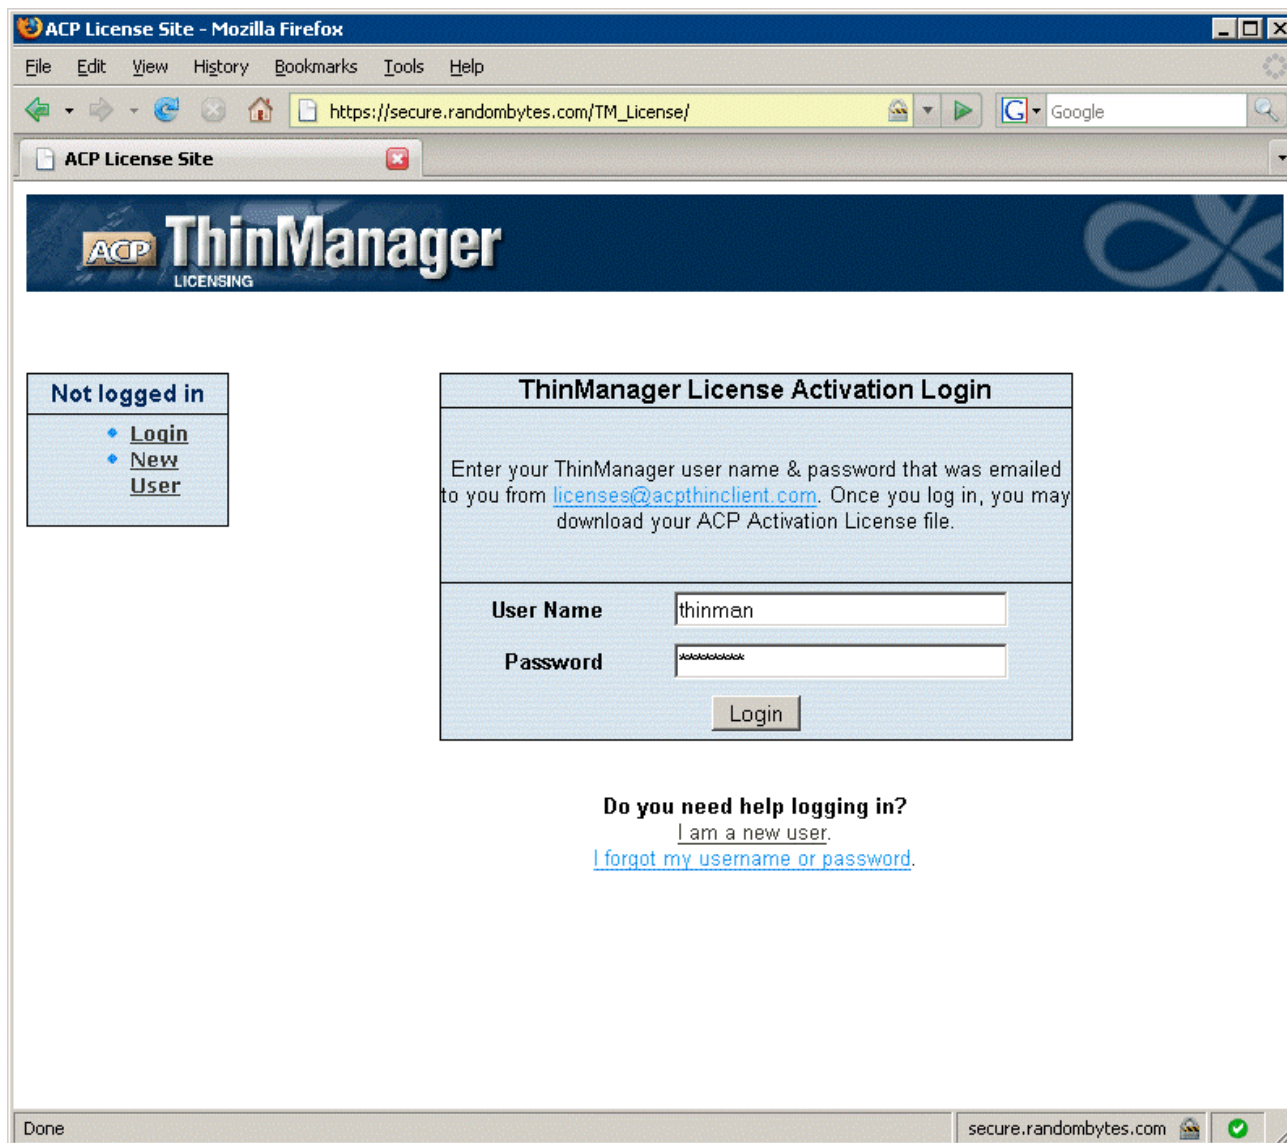 ACP License Site - Mozilla Firefox
File Edit View History Bookmarks Tools Help
https://secure.randombytes.com/TM_License/
G Google
ACP License Site
ACP ThinManager
LICENSING
Not logged in
Login
New
User
ThinManager License Activation Login
Enter your ThinManager user name & password that was emailed
to you from licenses@acpthinclient.com. Once you log in, you may
download your ACP Activation License file.
User Name thinman
Password **********
Login
Do you need help logging in?
I am a new user.
I forgot my username or password.
Done secure.randombytes.com